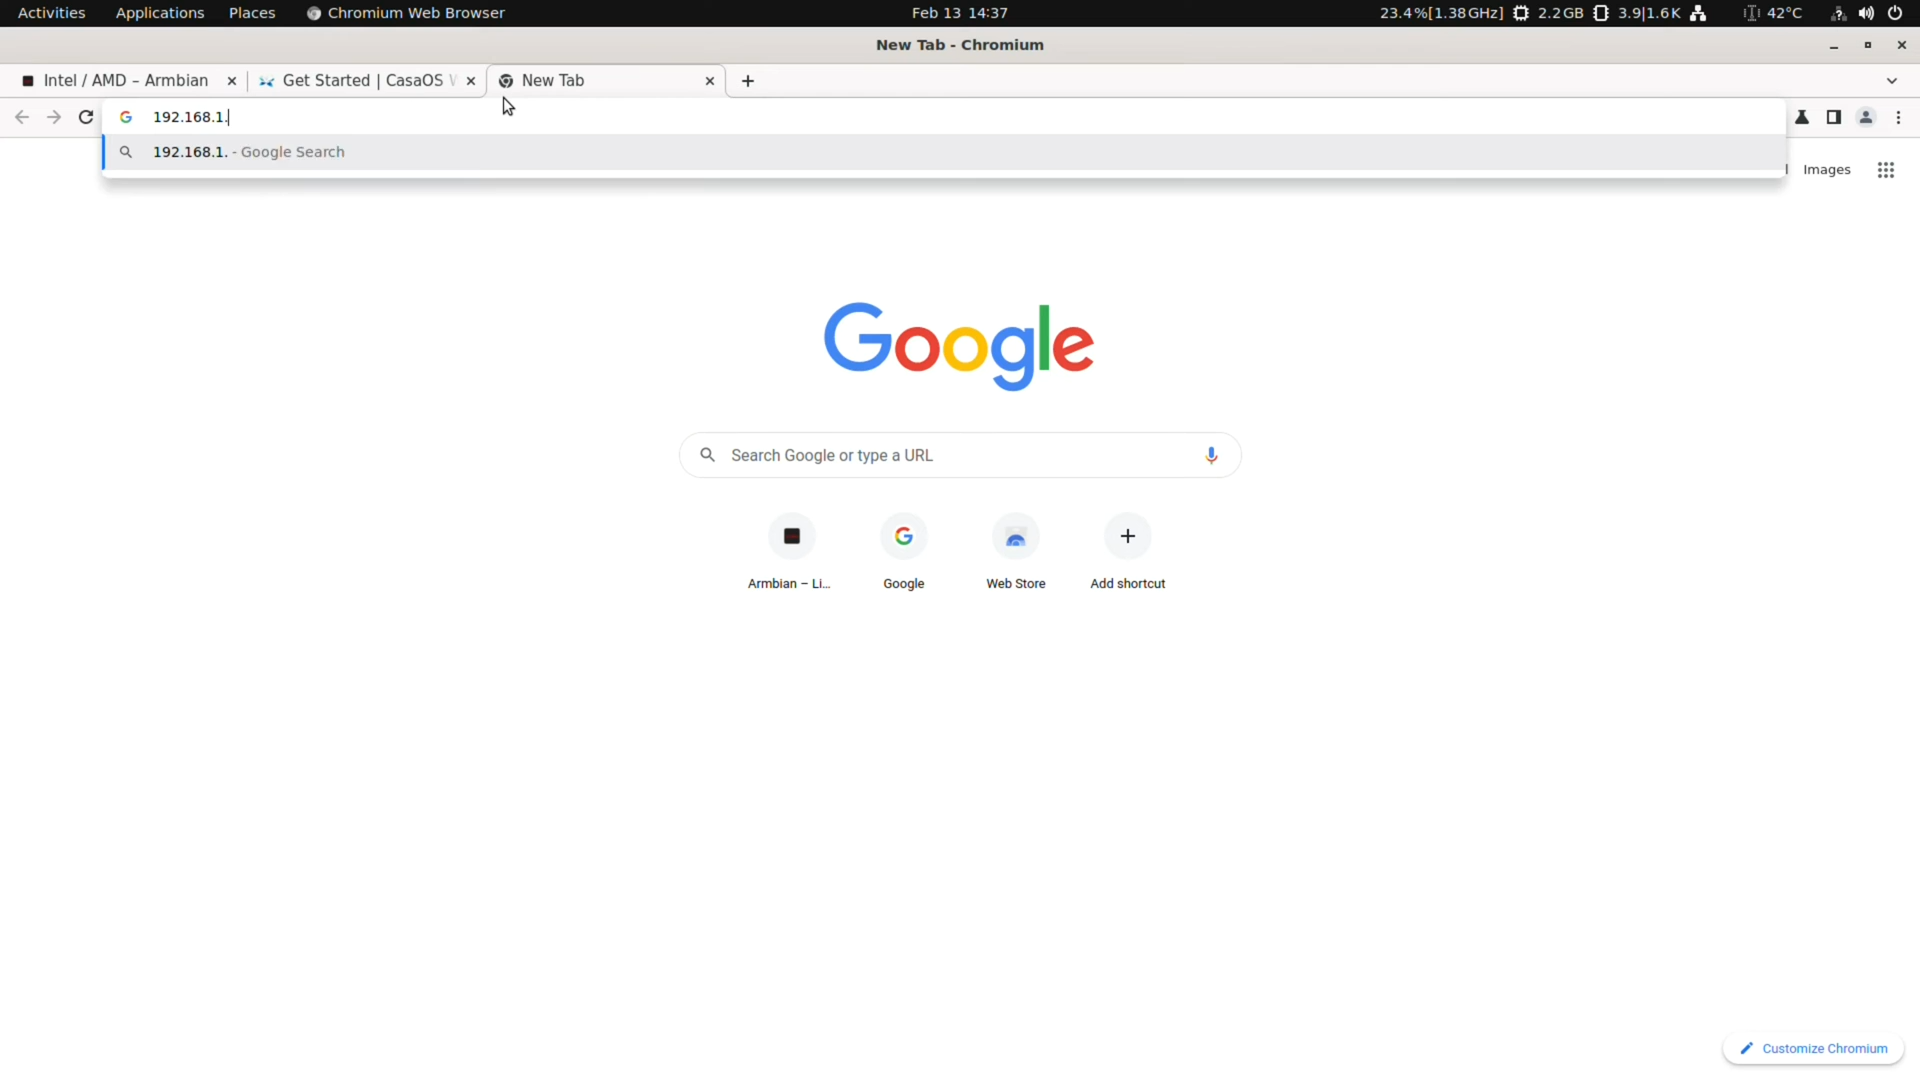 Activities Applications Places Chromium Web Browser Feb 13 14:37 23.4%[1.38GHz] 2.2GB 3.9|1.6K 42°C
New Tab - Chromium
Intel / AMD – Armbian Get Started | CasaOS New Tab
192.168.1.
192.168.1. - Google Search
Images
Google
Search Google or type a URL
Armbian – Li... Google Web Store Add shortcut
Customize Chromium